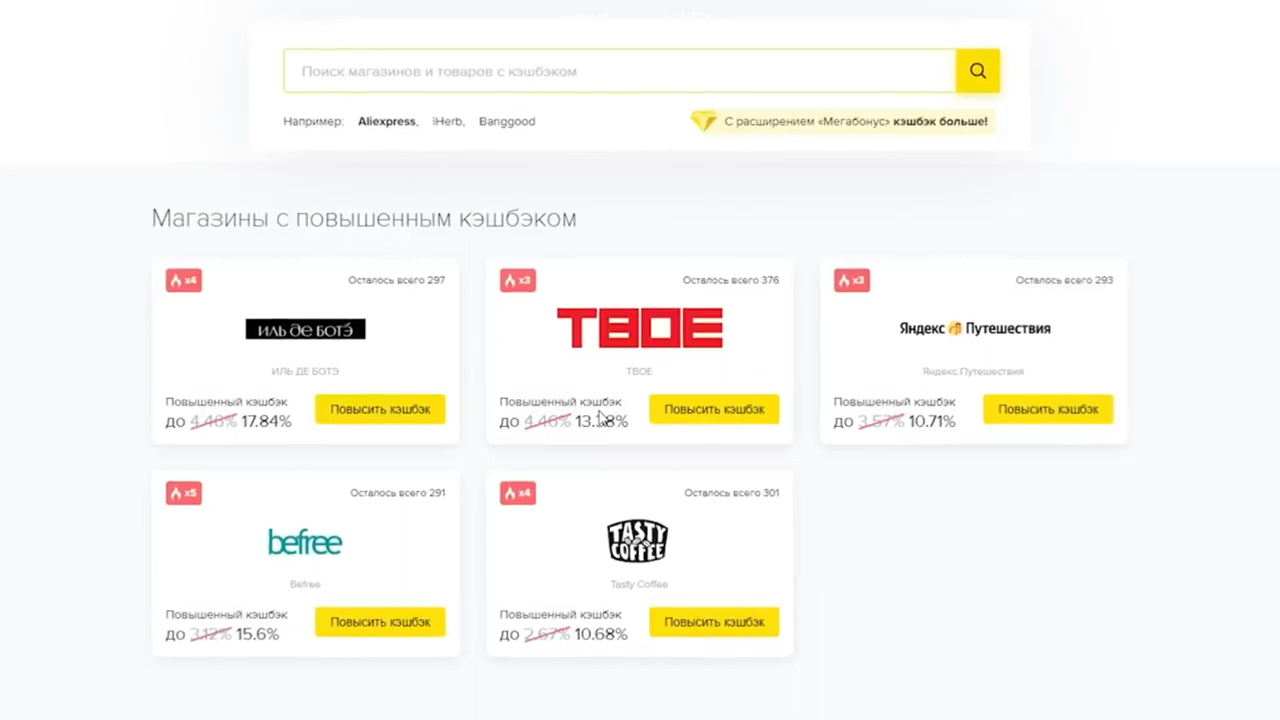 Поиск магазинов и товаров с кэшбэком
Например: Aliexpress, iHerb, Banggood
С расширением «Мегабонус» кэшбэк больше!
Магазины с повышенным кэшбэком
x4 Осталось всего 297
ИЛЬ ДЕ БОТЭ
ИЛЬ ДЕ БОТЭ
Повышенный кэшбэк
до 4.46% 17.84%
Повысить кэшбэк
x3 Осталось всего 376
ТВОЕ
ТВОЕ
Повышенный кэшбэк
до 4.46% 13.38%
Повысить кэшбэк
x3 Осталось всего 293
Яндекс Путешествия
Яндекс.Путешествия
Повышенный кэшбэк
до 3.57% 10.71%
Повысить кэшбэк
x5 Осталось всего 291
befree
Befree
Повышенный кэшбэк
до 3.12% 15.6%
Повысить кэшбэк
x4 Осталось всего 301
TASTY
COFFEE
Tasty Coffee
Повышенный кэшбэк
до 2.67% 10.68%
Повысить кэшбэк